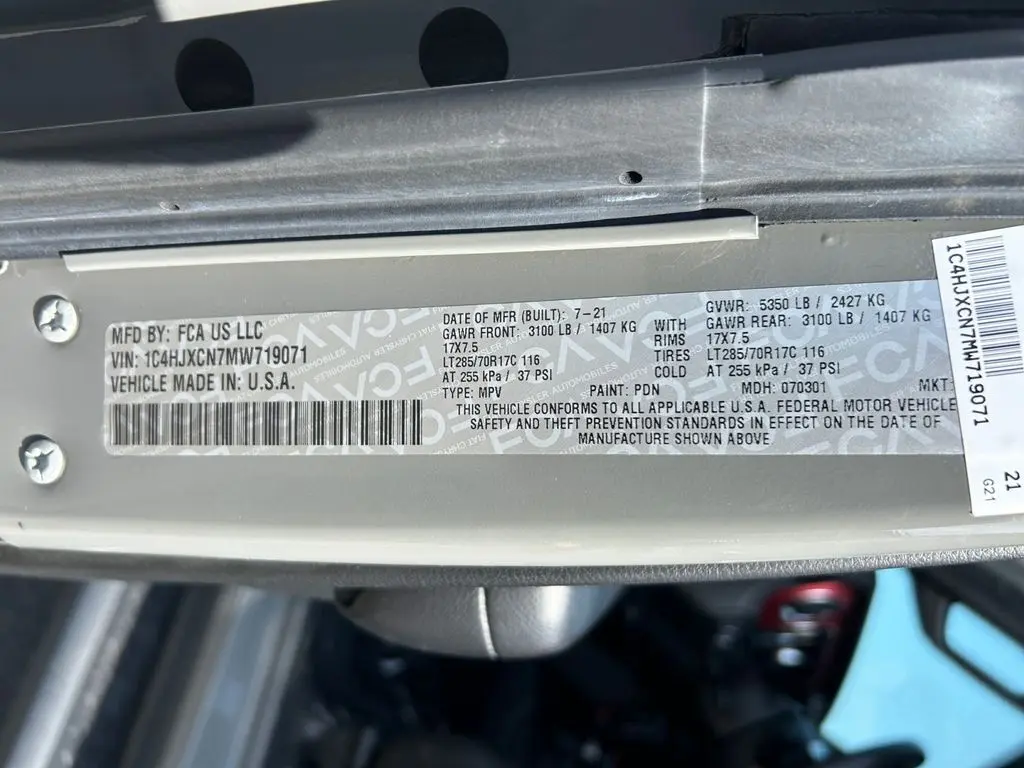 MFD BY: FCA US LLC
VIN: 1C4HJXCN7MW719071
VEHICLE MADE IN: U.S.A.
DATE OF MFR (BUILT): 7-21
GAWR FRONT: 3100 LB / 1407 KG
17X7.5
LT285/70R17C 116
AT 255 kPa / 37 PSI
TYPE: MPV
WITH
RIMS
TIRES
COLD
GVWR: 5350 LB / 2427 KG
GAWR REAR: 3100 LB / 1407 KG
17X7.5
LT285/70R17C 116
AT 255 kPa / 37 PSI
PAINT: PDN
MDH: 070301
MKT:
THIS VEHICLE CONFORMS TO ALL APPLICABLE U.S.A. FEDERAL MOTOR VEHICLE
SAFETY AND THEFT PREVENTION STANDARDS IN EFFECT ON THE DATE OF
MANUFACTURE SHOWN ABOVE
1C4HJXCN7MW719071
21
G21